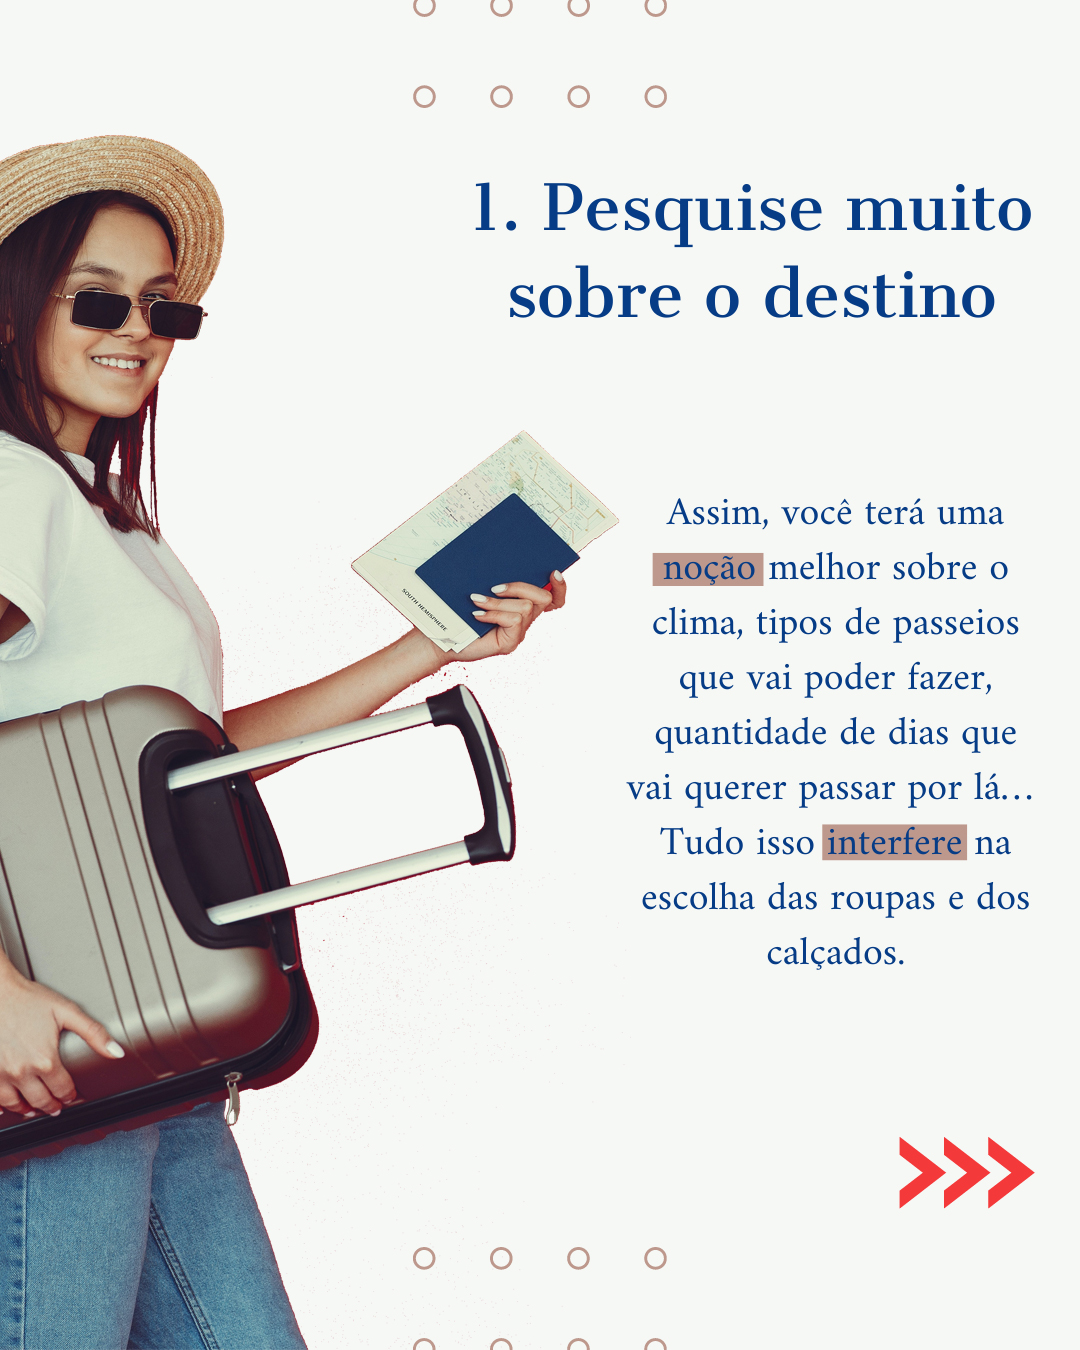 1. Pesquise muito
sobre o destino
Assim, você terá uma
noção melhor sobre o
clima, tipos de passeios
que vai poder fazer,
quantidade de dias que
vai querer passar por lá...
Tudo isso interfere na
escolha das roupas e dos
calçados.
SOUTH HEMISPHERE